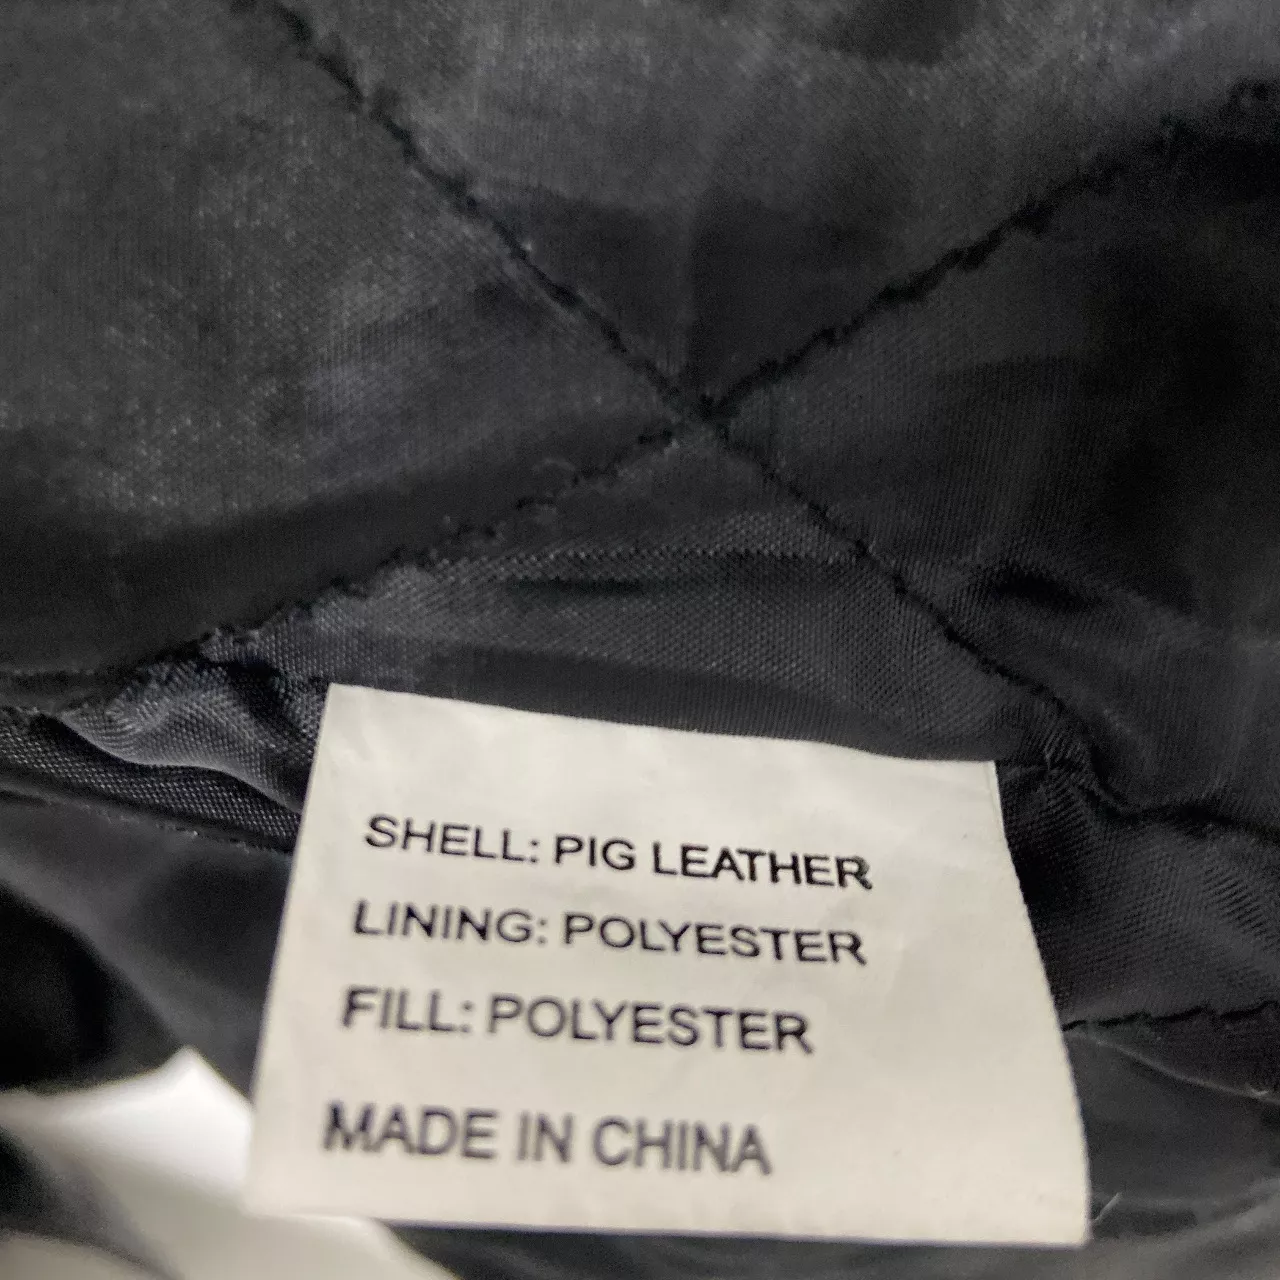 SHELL: PIG LEATHER
LINING: POLYESTER
FILL: POLYESTER
MADE IN CHINA